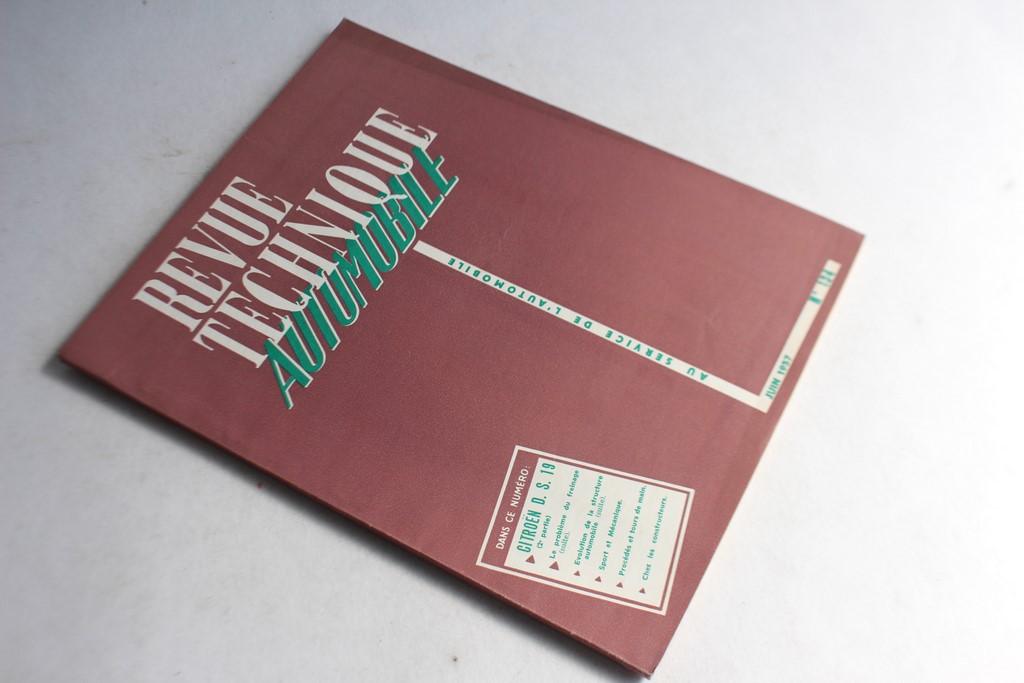 REVUE
TECHNIQUE
AUTOMOBILE
AU SERVICE DE L'AUTOMOBILE
JUIN 1957
N° 134
DANS CE NUMÉRO:
CITROËN D. S. 19
(2e partie)
Le problème du freinage
(suite).
Evolution de la structure
automobile (suite).
Sport et Mécanique.
Procédés et tours de main.
Chez les constructeurs.